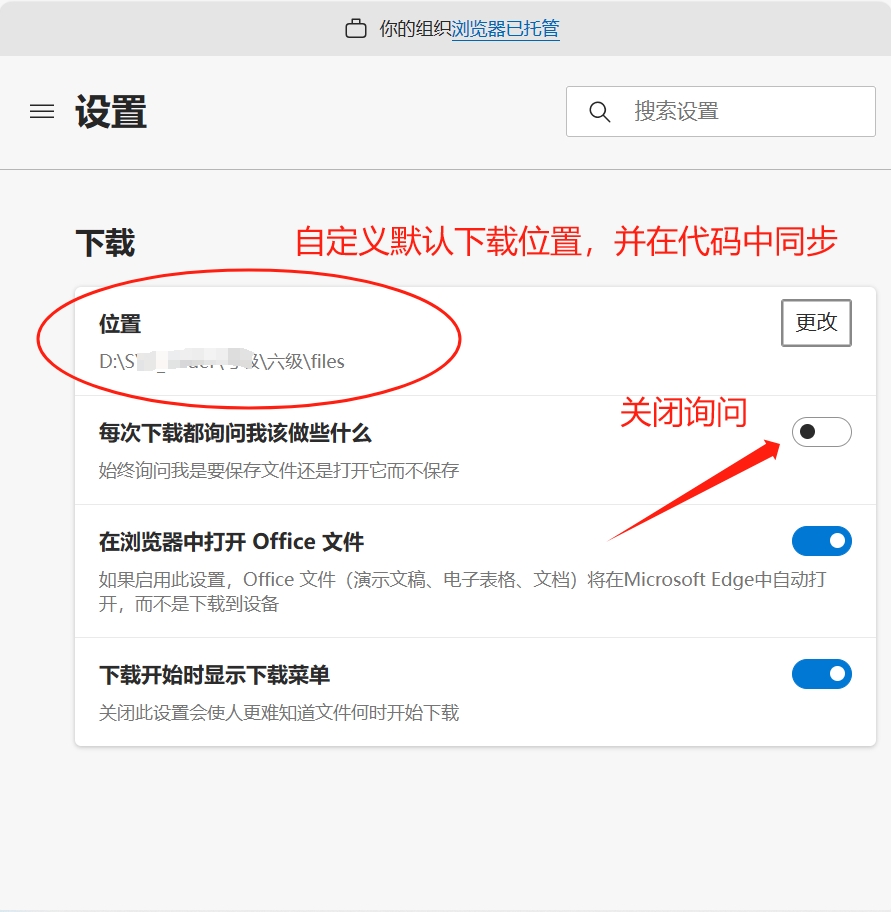 你的组织浏览器已托管
设置
搜索设置
下载
自定义默认下载位置，并在代码中同步
位置
更改
D:\S \六级\files
关闭询问
每次下载都询问我该做些什么
始终询问我是要保存文件还是打开它而不保存
在浏览器中打开 Office 文件
如果启用此设置，Office 文件（演示文稿、电子表格、文档）将在Microsoft Edge中自动打
开，而不是下载到设备
下载开始时显示下载菜单
关闭此设置会使人更难知道文件何时开始下载